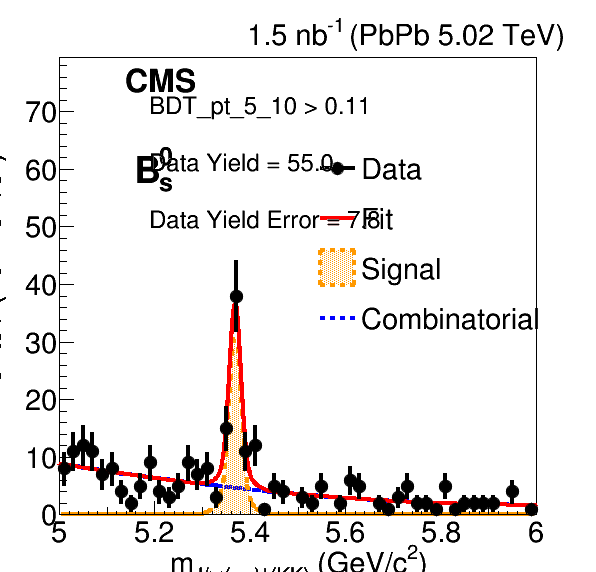 1.5 nb-1 (PbPb 5.02 TeV)
CMS
BDT_pt_5_10 > 0.11
B0s
Data Yield = 55.0
Data Yield Error = 7.8
Data
Fit
Signal
Combinatorial
70
60
50
40
30
20
10
0
5 5.2 5.4 5.6 5.8 6
(GeV/c2)